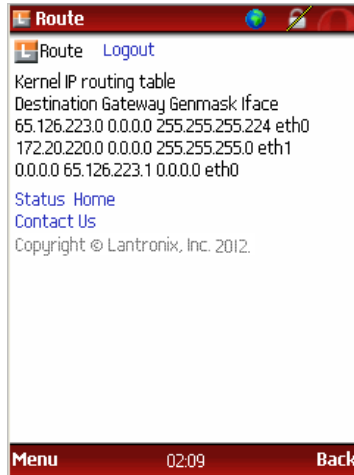 Route
Route Logout
Kernel IP routing table
Destination Gateway Genmask Iface
65.126.223.0 0.0.0.0 255.255.255.224 eth0
172.20.220.0 0.0.0.0 255.255.255.0 eth1
0.0.0.0 65.126.223.1 0.0.0.0 eth0
Status Home
Contact Us
Copyright © Lantronix, Inc. 2012.
Menu 02:09 Back